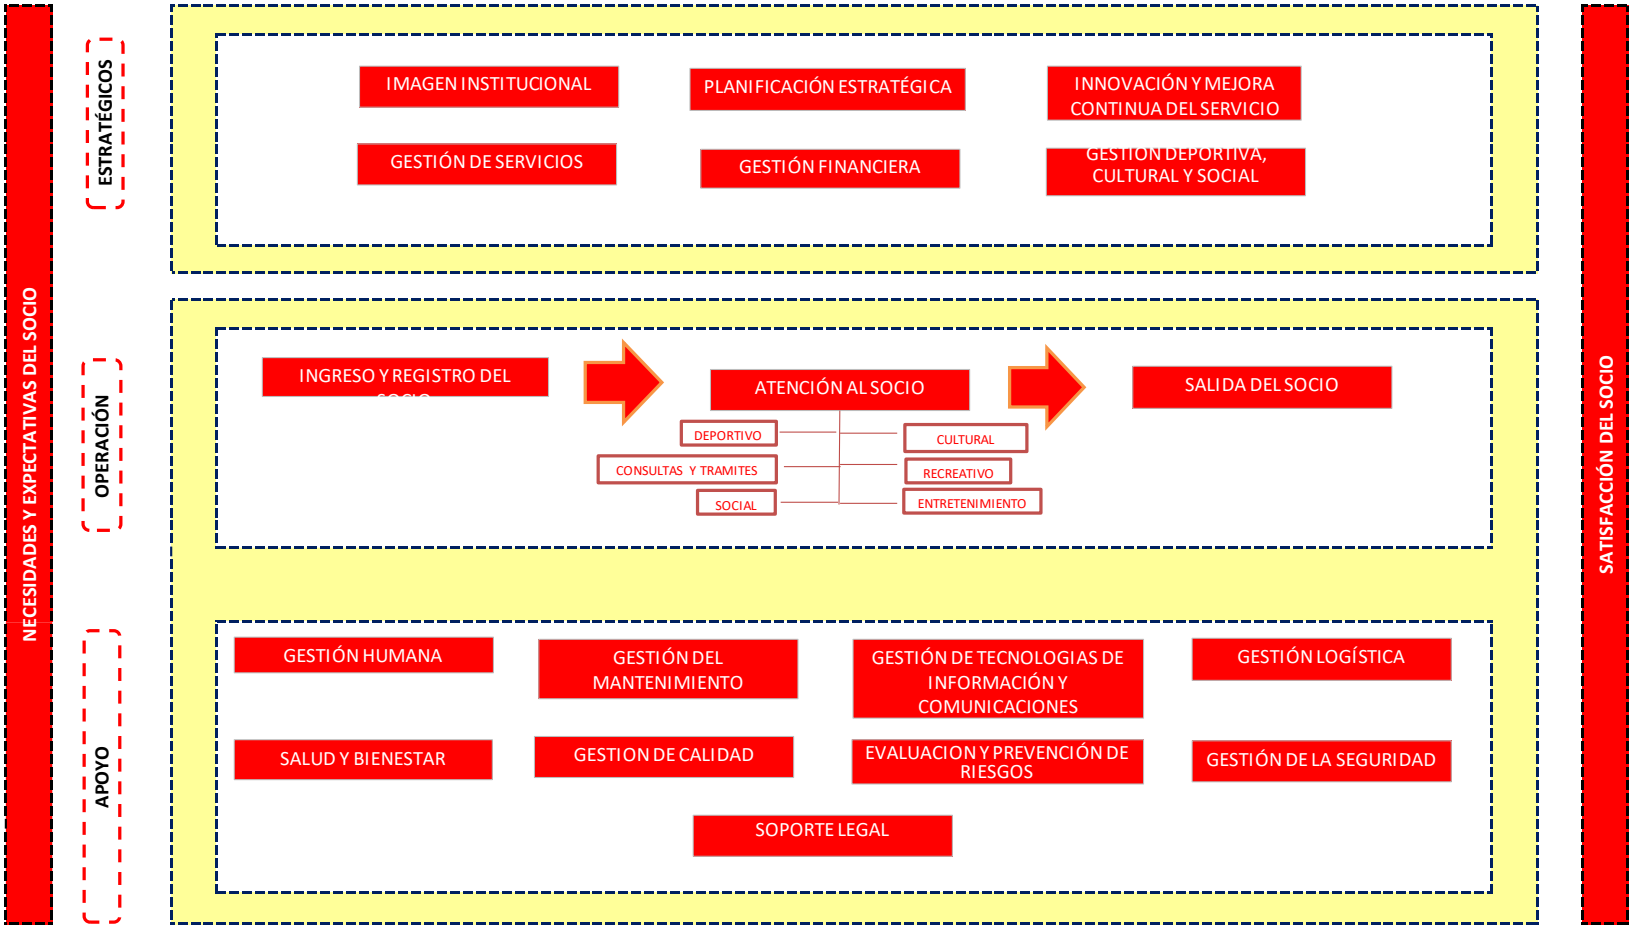 NECESIDADES Y EXPECTATIVAS DEL SOCIO
ESTRATÉGICOS
IMAGEN INSTITUCIONAL
PLANIFICACIÓN ESTRATÉGICA
INNOVACIÓN Y MEJORA
CONTINUA DEL SERVICIO
GESTIÓN DE SERVICIOS
GESTIÓN FINANCIERA
GESTIÓN DEPORTIVA,
CULTURAL Y SOCIAL
OPERACIÓN
INGRESO Y REGISTRO DEL
SOCIO
ATENCIÓN AL SOCIO
SALIDA DEL SOCIO
DEPORTIVO
CULTURAL
CONSULTAS Y TRAMITES
RECREATIVO
SOCIAL
ENTRETENIMIENTO
APOYO
GESTIÓN HUMANA
GESTIÓN DEL
MANTENIMIENTO
GESTIÓN DE TECNOLOGIAS DE
INFORMACIÓN Y
COMUNICACIONES
GESTIÓN LOGÍSTICA
SALUD Y BIENESTAR
GESTION DE CALIDAD
EVALUACION Y PREVENCIÓN DE
RIESGOS
GESTIÓN DE LA SEGURIDAD
SOPORTE LEGAL
SATISFACCIÓN DEL SOCIO